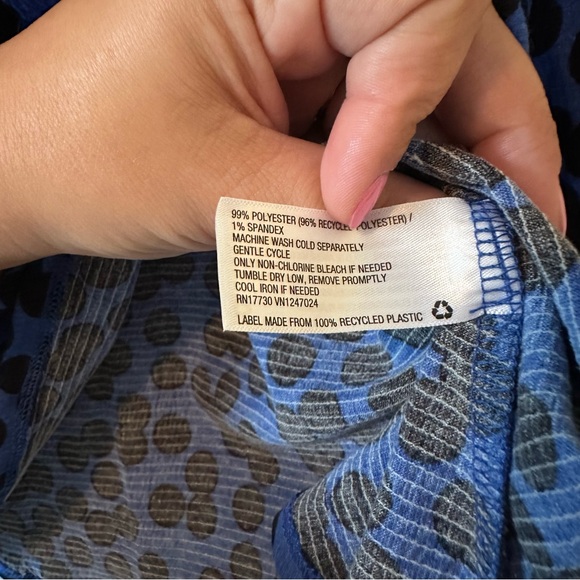 99% POLYESTER (96% RECYCLED POLYESTER) /
1% SPANDEX
MACHINE WASH COLD SEPARATELY
GENTLE CYCLE
ONLY NON-CHLORINE BLEACH IF NEEDED
TUMBLE DRY LOW, REMOVE PROMPTLY
COOL IRON IF NEEDED
RN17730 VN1247024
LABEL MADE FROM 100% RECYCLED PLASTIC